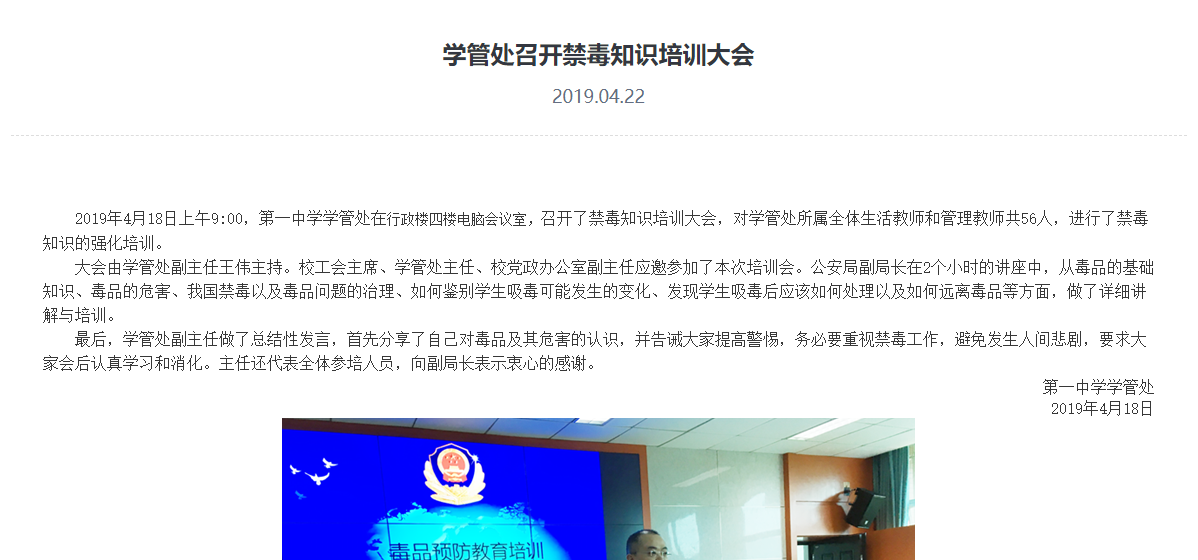 学管处召开禁毒知识培训大会
2019.04.22
2019年4月18日上午9:00，第一中学学管处在行政楼四楼电脑会议室，召开了禁毒知识培训大会，对学管处所属全体生活教师和管理教师共56人，进行了禁毒
知识的强化培训。
大会由学管处副主任王伟主持。校工会主席、学管处主任、校党政办公室副主任应邀参加了本次培训会。公安局副局长在2个小时的讲座中，从毒品的基础
知识、毒品的危害、我国禁毒以及毒品问题的治理、如何鉴别学生吸毒可能发生的变化、发现学生吸毒后应该如何处理以及如何远离毒品等方面，做了详细讲
解与培训。
最后，学管处副主任做了总结性发言，首先分享了自己对毒品及其危害的认识，并告诫大家提高警惕，务必要重视禁毒工作，避免发生人间悲剧，要求大
家会后认真学习和消化。主任还代表全体参培人员，向副局长表示衷心的感谢。
第一中学学管处
2019年4月18日
毒品预防教育培训